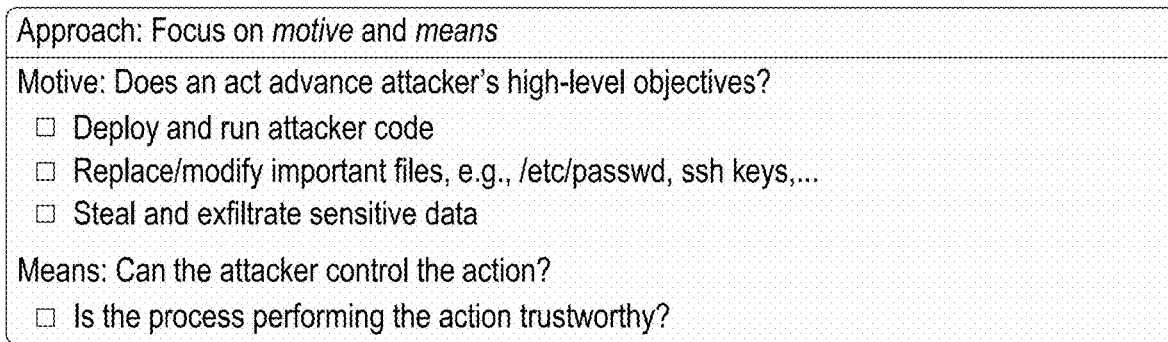 Approach: Focus on motive and means
Motive: Does an act advance attacker's high-level objectives?
□ Deploy and run attacker code
□ Replace/modify important files, e.g., /etc/passwd, ssh keys,...
□ Steal and exfiltrate sensitive data
Means: Can the attacker control the action?
□ Is the process performing the action trustworthy?